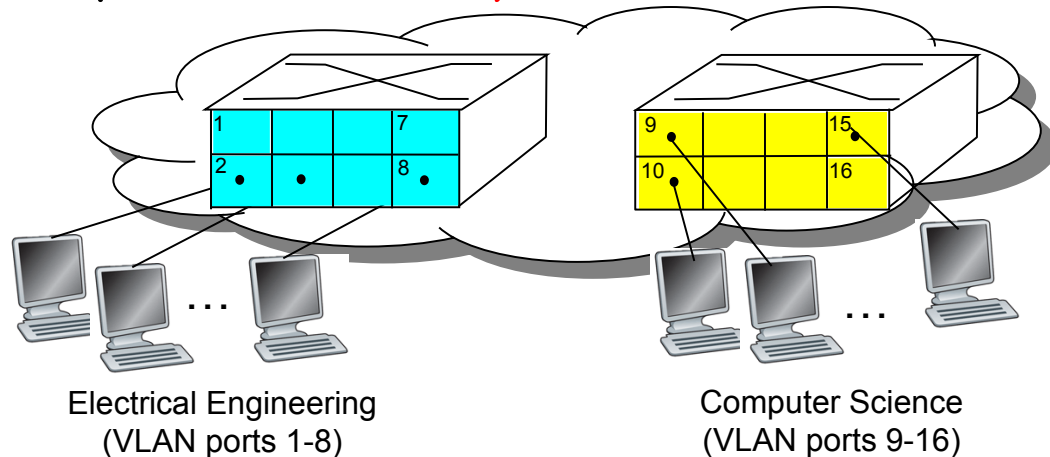 1 7
2 8
9 15
10 16
...
...
Electrical Engineering
(VLAN ports 1-8)
Computer Science
(VLAN ports 9-16)